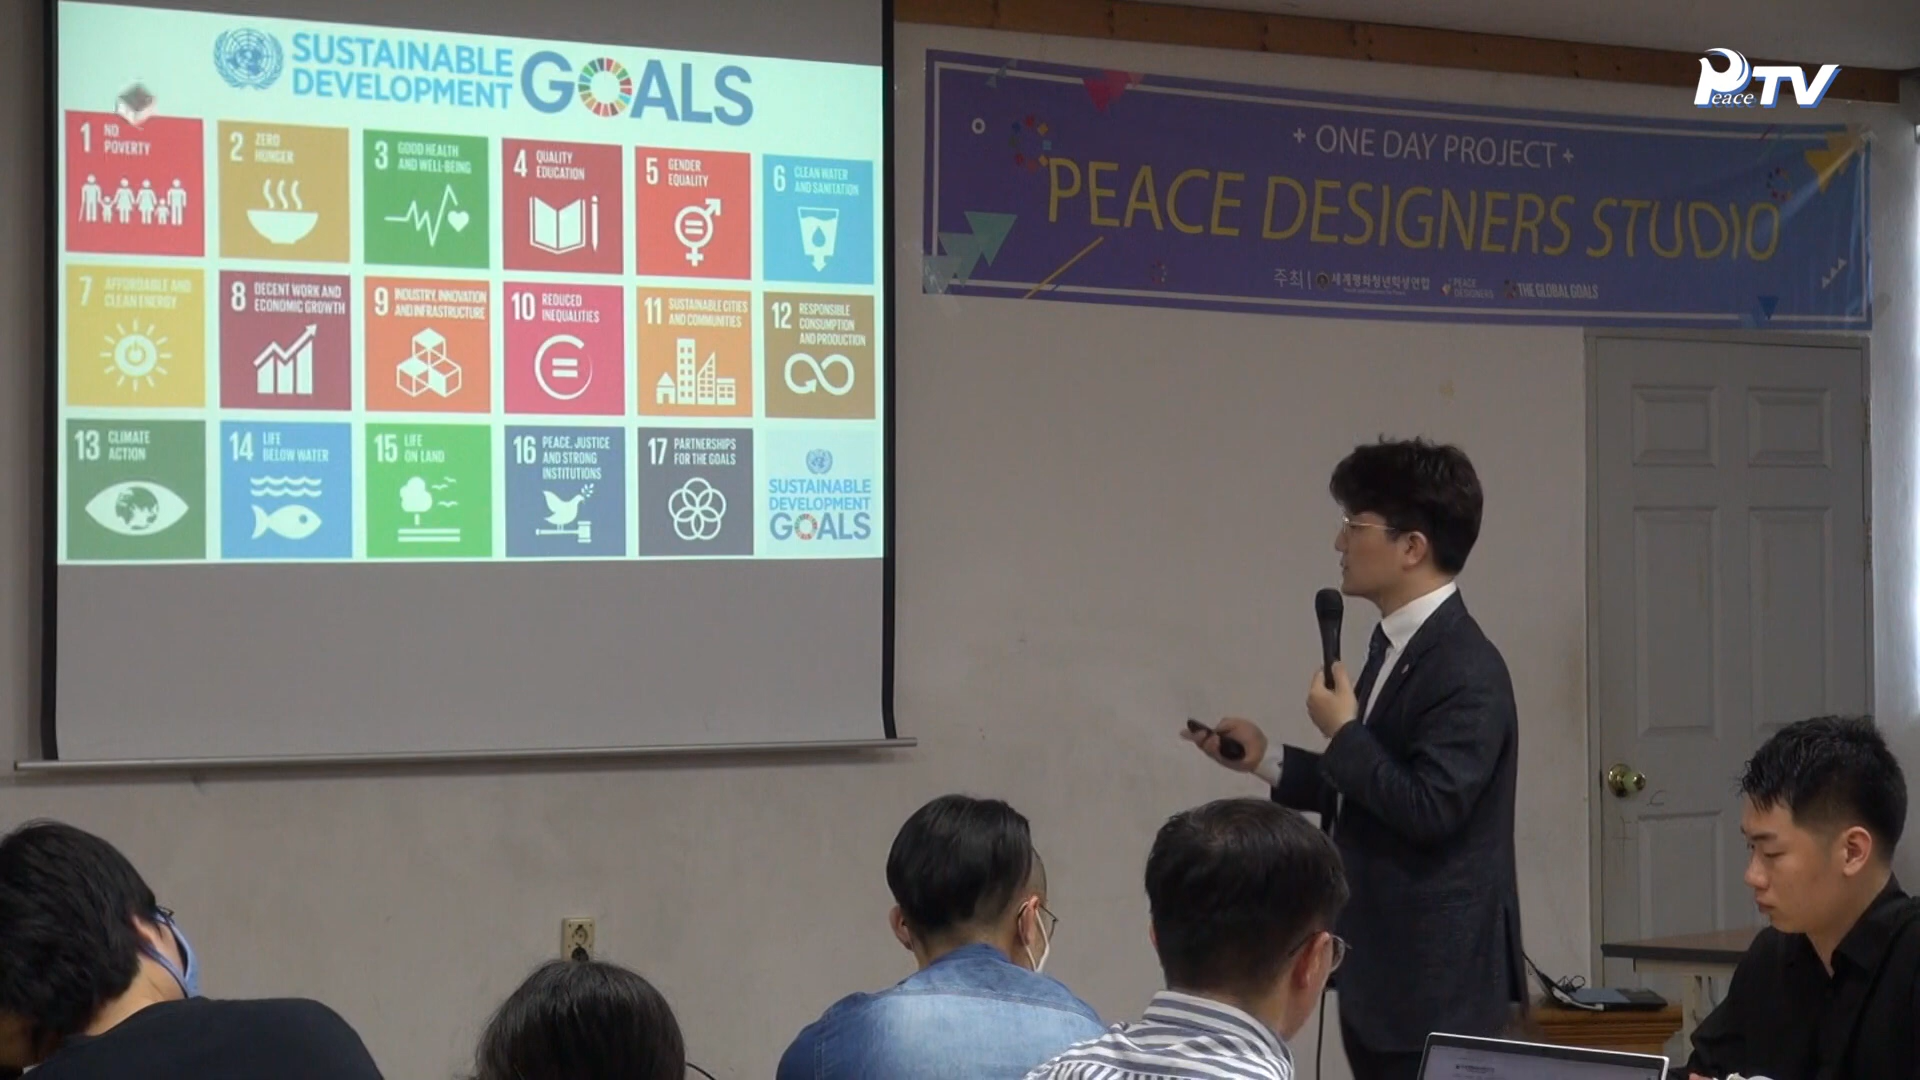 SUSTAINABLE
DEVELOPMENT
GOALS
1 NO
POVERTY
2 ZERO
HUNGER
3 GOOD HEALTH
AND WELL-BEING
4 QUALITY
EDUCATION
5 GENDER
EQUALITY
6 CLEAN WATER
AND SANITATION
7 AFFORDABLE AND
CLEAN ENERGY
8 DECENT WORK AND
ECONOMIC GROWTH
9 INDUSTRY, INNOVATION
AND INFRASTRUCTURE
10 REDUCED
INEQUALITIES
11 SUSTAINABLE CITIES
AND COMMUNITIES
12 RESPONSIBLE
CONSUMPTION
AND PRODUCTION
13 CLIMATE
ACTION
14 LIFE
BELOW WATER
15 LIFE
ON LAND
16 PEACE, JUSTICE
AND STRONG
INSTITUTIONS
17 PARTNERSHIPS
FOR THE GOALS
SUSTAINABLE
DEVELOPMENT
GOALS
Peace TV
+ ONE DAY PROJECT +
PEACE DESIGNERS STUDIO
주최 | 세계평화청년학생연합
PEACE
DESIGNERS
THE GLOBAL GOALS